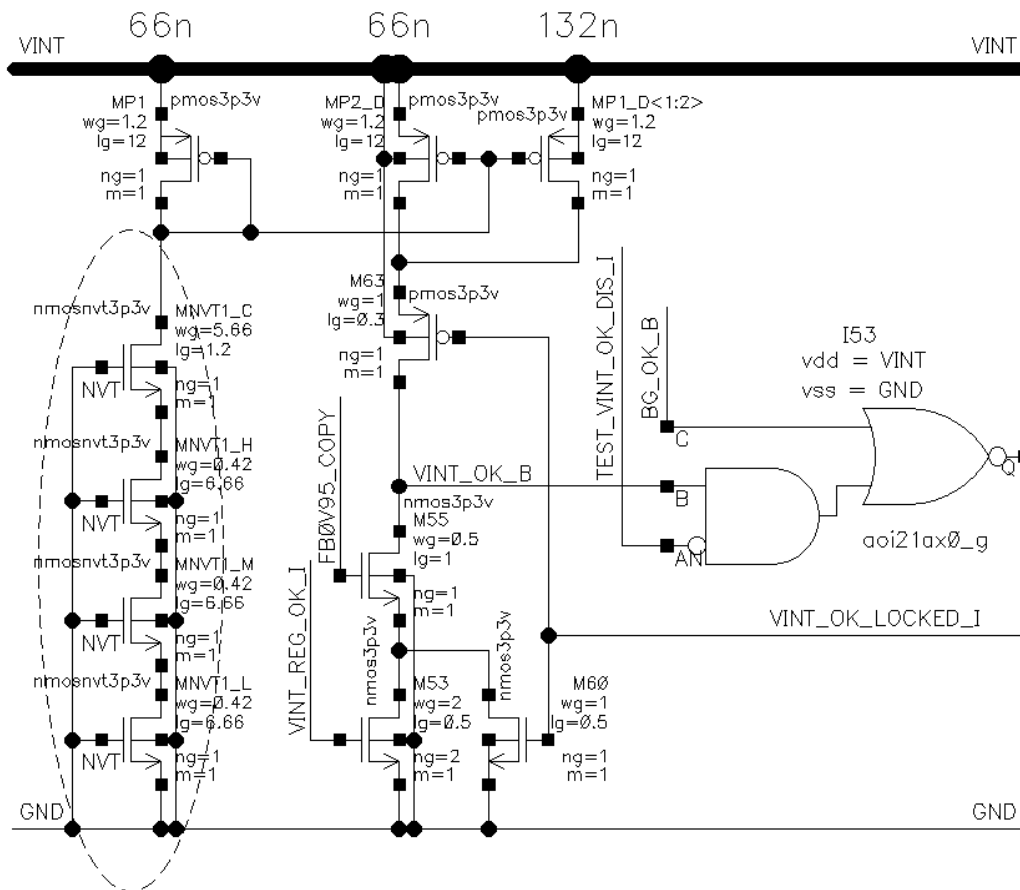 66n
66n
132n
VINT
VINT
MP1
pmos3p3v
wg=1.2
lg=12
ng=1
m=1
MP2_D
pmos3p3v
wg=1.2
lg=12
ng=1
m=1
MP1_D<1:2>
pmos3p3v
wg=1.2
lg=12
ng=1
m=1
M63
pmos3p3v
wg=1
lg=0.3
ng=1
m=1
nmosnvt3p3v
MNVT1_C
wg=5.66
lg=1.2
NVT
ng=1
m=1
nmosnvt3p3v
MNVT1_H
wg=0.42
lg=6.66
NVT
ng=1
m=1
nmosnvt3p3v
MNVT1_M
wg=0.42
lg=6.66
NVT
ng=1
m=1
nmosnvt3p3v
MNVT1_L
wg=0.42
lg=6.66
NVT
ng=1
m=1
FB0V95_COPY
VINT_REG_OK_I
VINT_OK_B
nmos3p3v
M55
wg=0.5
lg=1
ng=1
m=1
nmos3p3v
M53
wg=2
lg=0.5
ng=2
m=1
nmos3p3v
M60
wg=1
lg=0.5
ng=1
m=1
TEST_VINT_OK_DIS_I
BG_OK_B
I53
vdd = VINT
vss = GND
C
B
AN
Q
aoi21ax0_g
VINT_OK_LOCKED_I
GND
GND